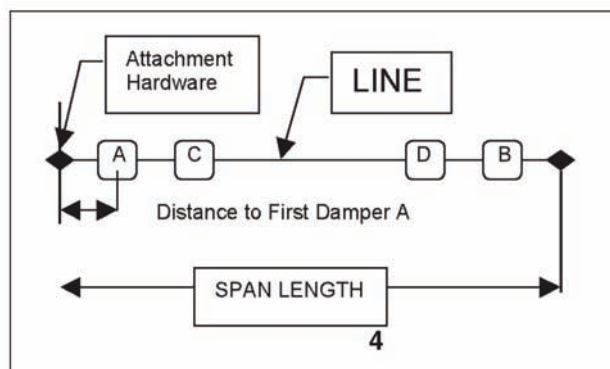 Attachment
Hardware
LINE
A
C
D
B
Distance to First Damper A
SPAN LENGTH
4